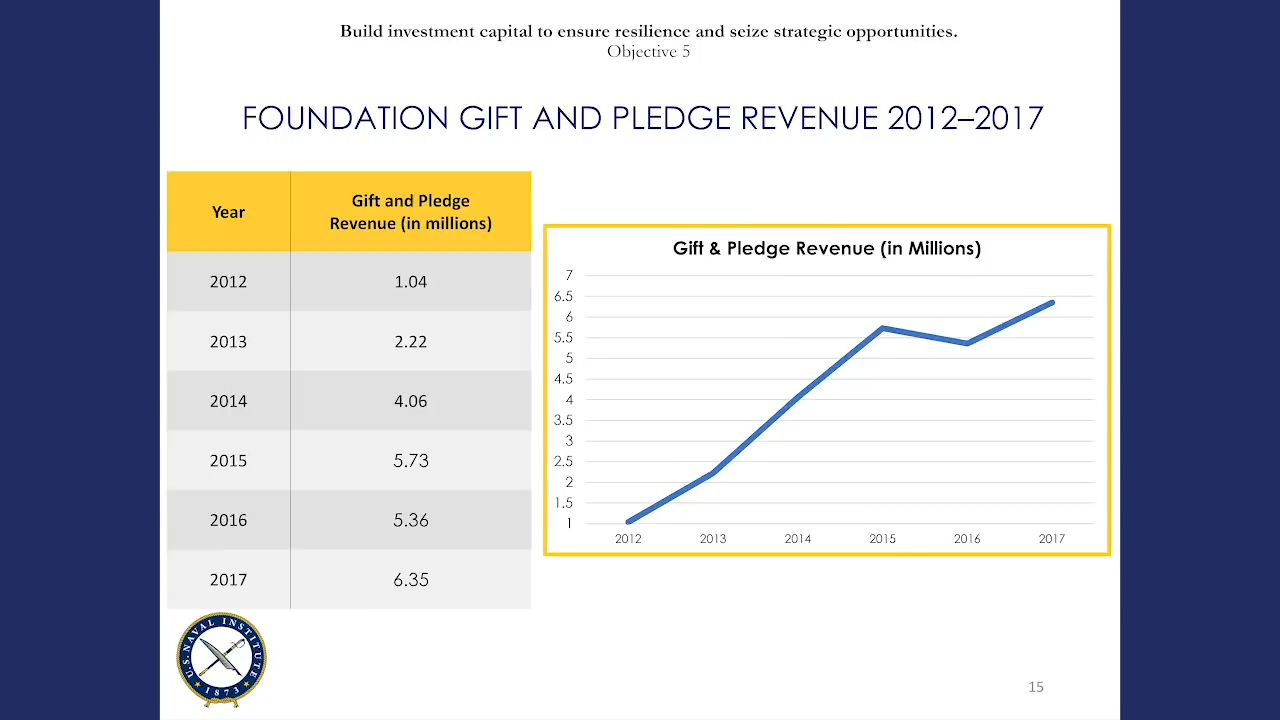 Build investment capital to ensure resilience and seize strategic opportunities.
Objective 5
FOUNDATION GIFT AND PLEDGE REVENUE 2012–2017
Year
Gift and Pledge
Revenue (in millions)
2012 1.04
2013 2.22
2014 4.06
2015 5.73
2016 5.36
2017 6.35
Gift & Pledge Revenue (in Millions)
7
6.5
6
5.5
5
4.5
4
3.5
3
2.5
2
1.5
1
2012 2013 2014 2015 2016 2017
U.S. NAVAL INSTITUTE
1873
15